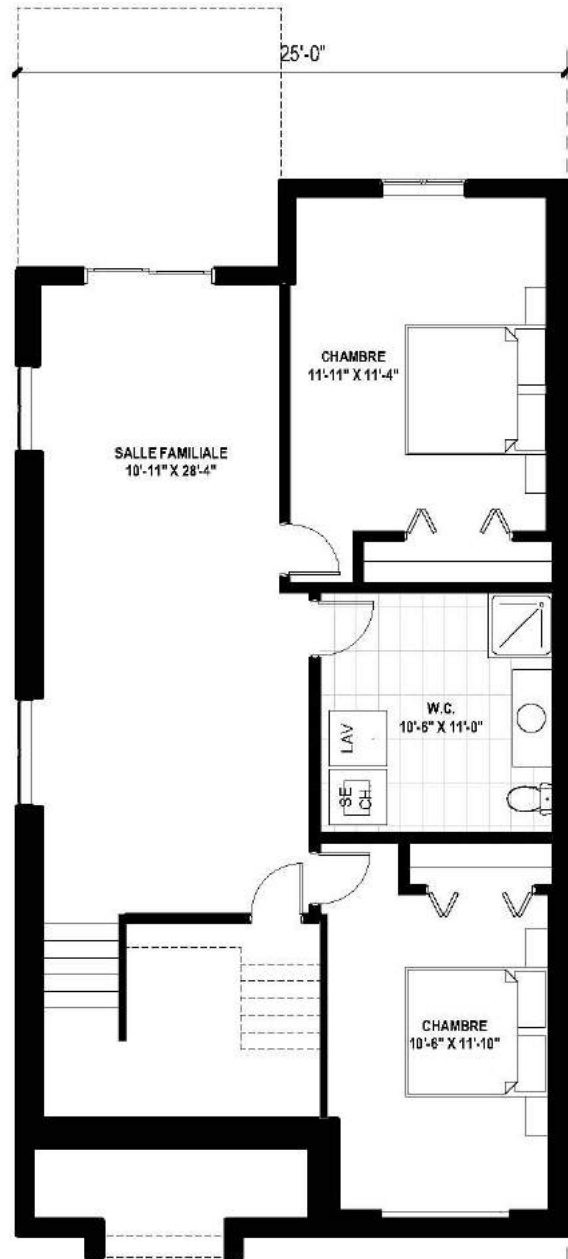 25'-0"
CHAMBRE
11'-11" X 11'-4"
SALLE FAMILIALE
10'-11" X 28'-4"
W.C.
10'-6" X 11'-0"
LAV
SE
CH
CHAMBRE
10'-6" X 11'-10"